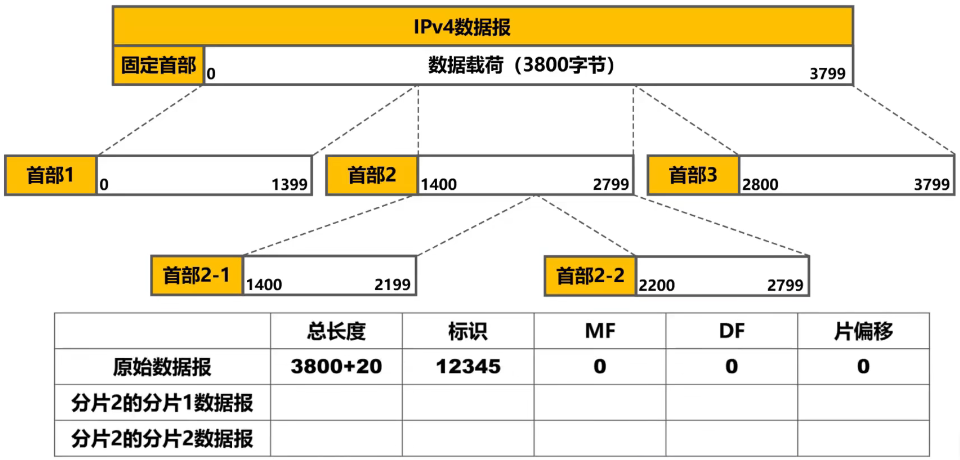 IPv4数据报
固定首部 0 数据载荷（3800字节） 3799
首部1 0 1399 首部2 1400 2799 首部3 2800 3799
首部2-1 1400 2199 首部2-2 2200 2799
总长度 标识 MF DF 片偏移
原始数据报 3800+20 12345 0 0 0
分片2的分片1数据报
分片2的分片2数据报